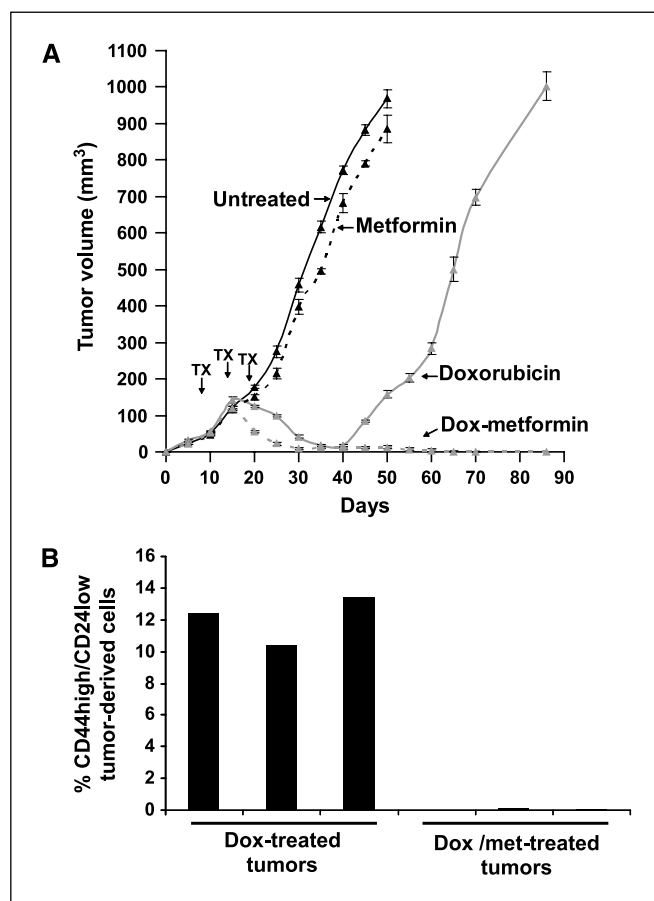 A
1100
1000
900
800
700
600
500
400
300
200
100
0
Tumor volume (mm³)
Untreated
Metformin
TX
TX
TX
Doxorubicin
Dox-metformin
0 10 20 30 40 50 60 70 80 90
Days
B
16
14
12
10
8
6
4
2
0
% CD44high/CD24low
tumor-derived cells
Dox-treated
tumors
Dox /met-treated
tumors